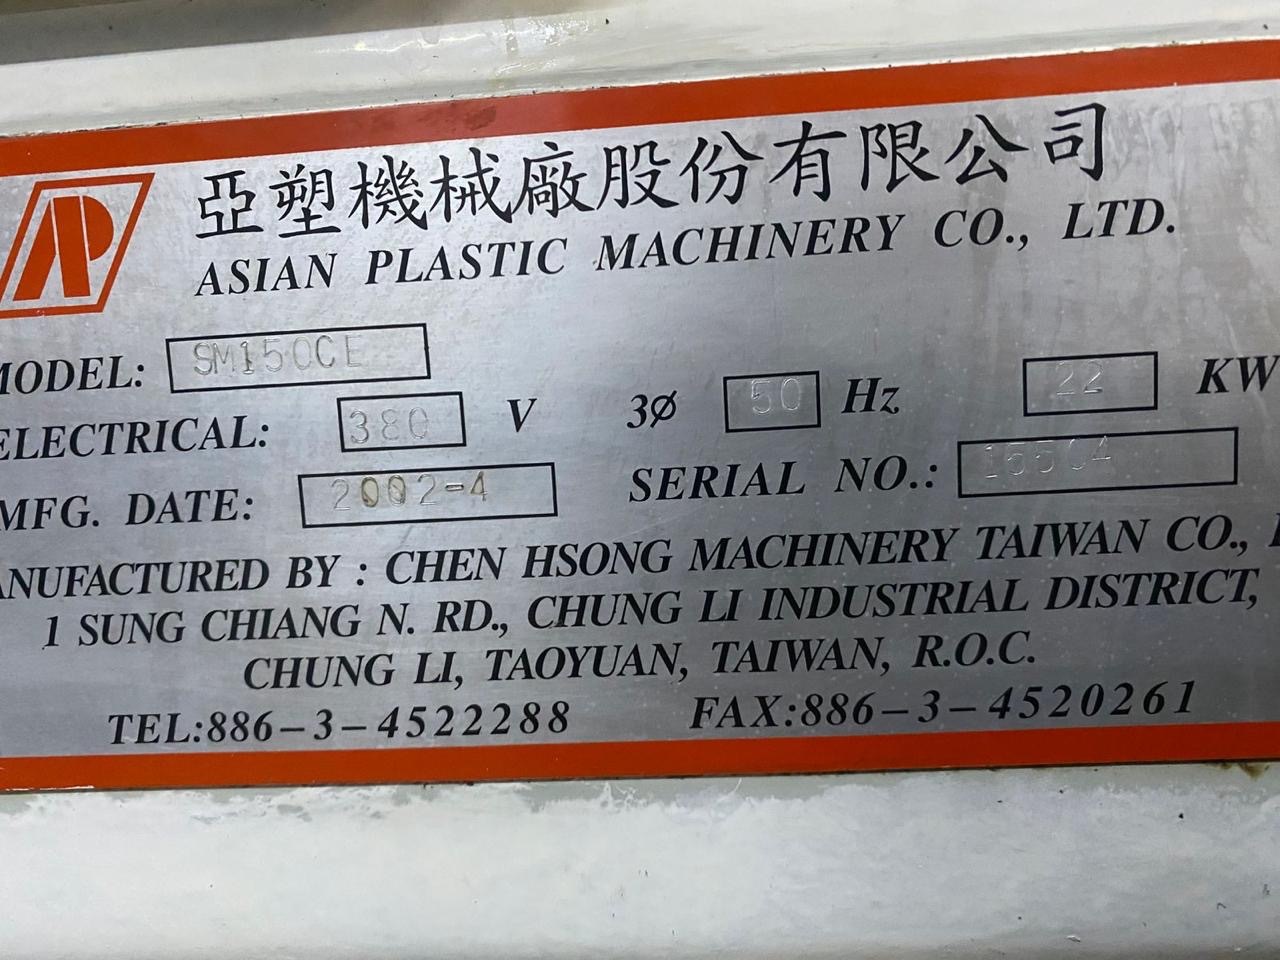 亞塑機械廠股份有限公司
AP
ASIAN PLASTIC MACHINERY CO., LTD.
MODEL: SM150CE
ELECTRICAL: 380 V 3Ø 50 Hz 22 KW
MFG. DATE: 2002-4 SERIAL NO.: 15504
ANUFACTURED BY : CHEN HSONG MACHINERY TAIWAN CO.,
1 SUNG CHIANG N. RD., CHUNG LI INDUSTRIAL DISTRICT,
CHUNG LI, TAOYUAN, TAIWAN, R.O.C.
TEL:886-3-4522288 FAX:886-3-4520261